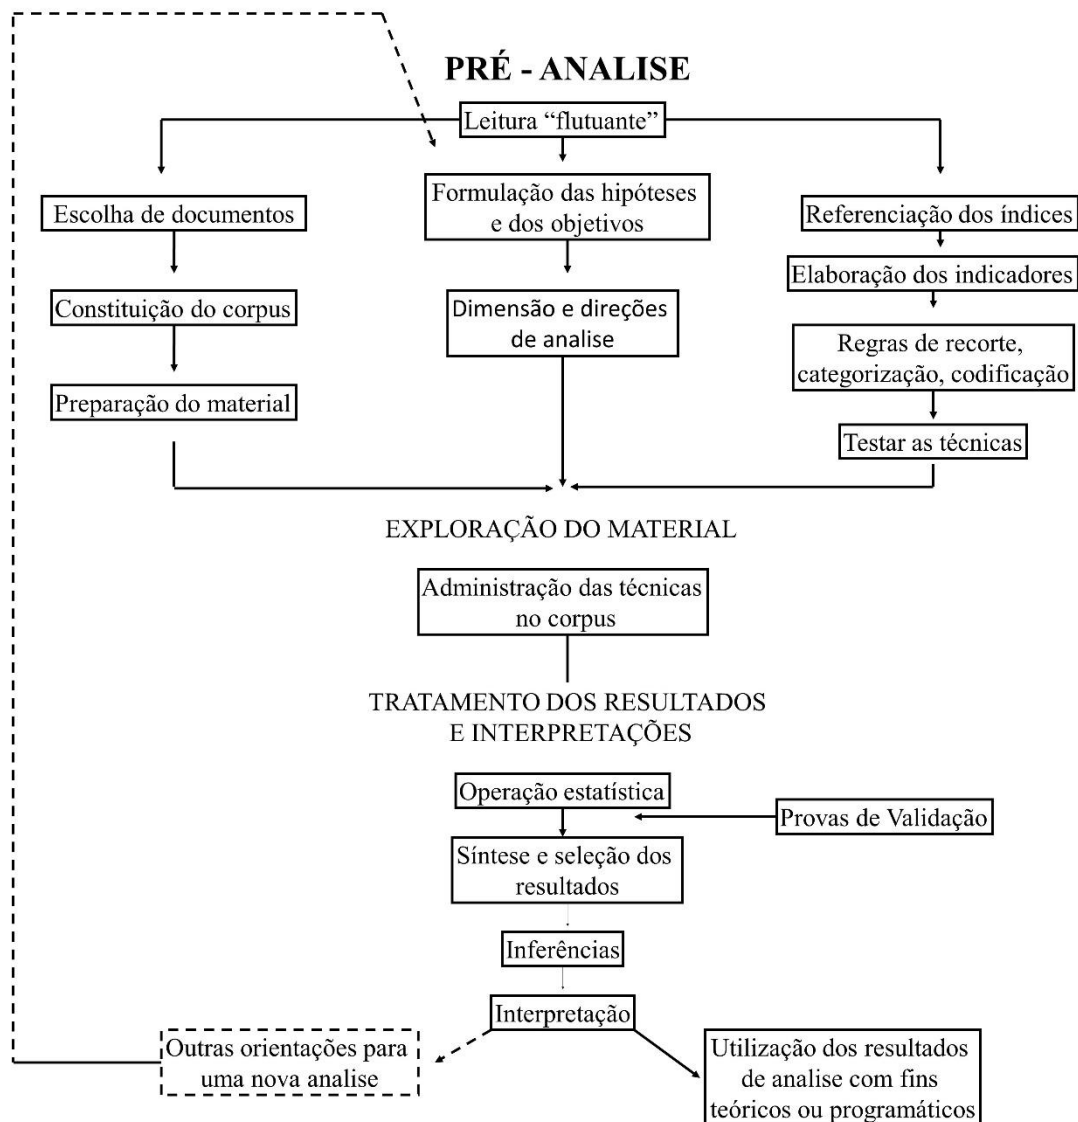 PRÉ - ANALISE
Leitura “flutuante”
Escolha de documentos
Constituição do corpus
Preparação do material
Formulação das hipóteses
e dos objetivos
Dimensão e direções
de analise
Referenciação dos índices
Elaboração dos indicadores
Regras de recorte,
categorização, codificação
Testar as técnicas
EXPLORAÇÃO DO MATERIAL
Administração das técnicas
no corpus
TRATAMENTO DOS RESULTADOS
E INTERPRETAÇÕES
Operação estatística
Provas de Validação
Síntese e seleção dos
resultados
Inferências
Interpretação
Outras orientações para
uma nova analise
Utilização dos resultados
de analise com fins
teóricos ou programáticos